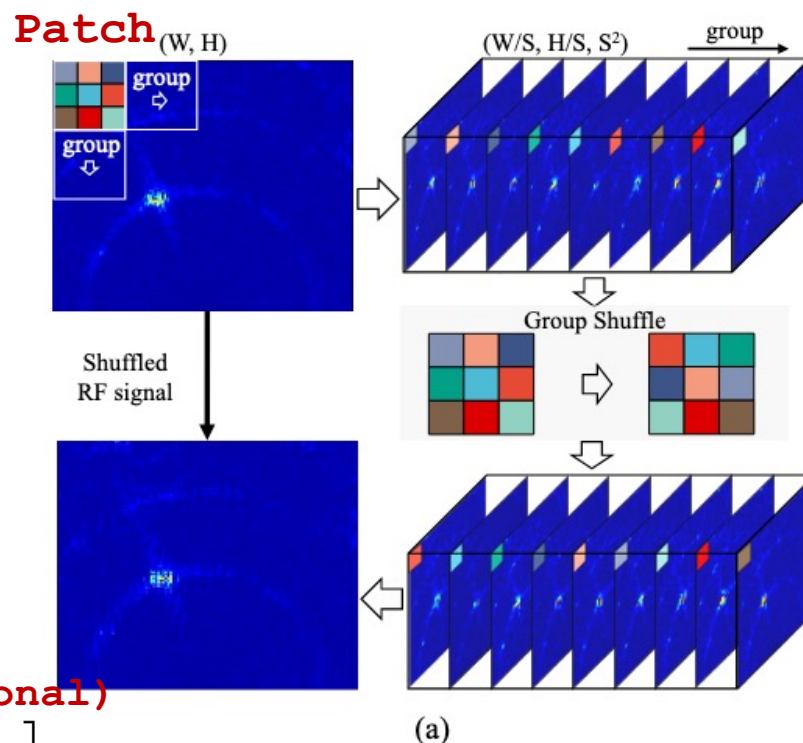 Patch
(W, H)
(W/S, H/S, S²)
group
group
group
Group Shuffle
Shuffled
RF signal
onal)
]
(a)